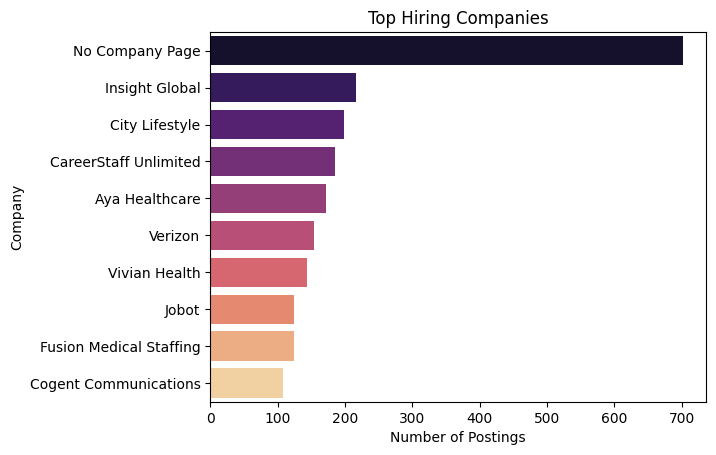 Top Hiring Companies
Company
No Company Page
Insight Global
City Lifestyle
CareerStaff Unlimited
Aya Healthcare
Verizon
Vivian Health
Jobot
Fusion Medical Staffing
Cogent Communications
0 100 200 300 400 500 600 700
Number of Postings